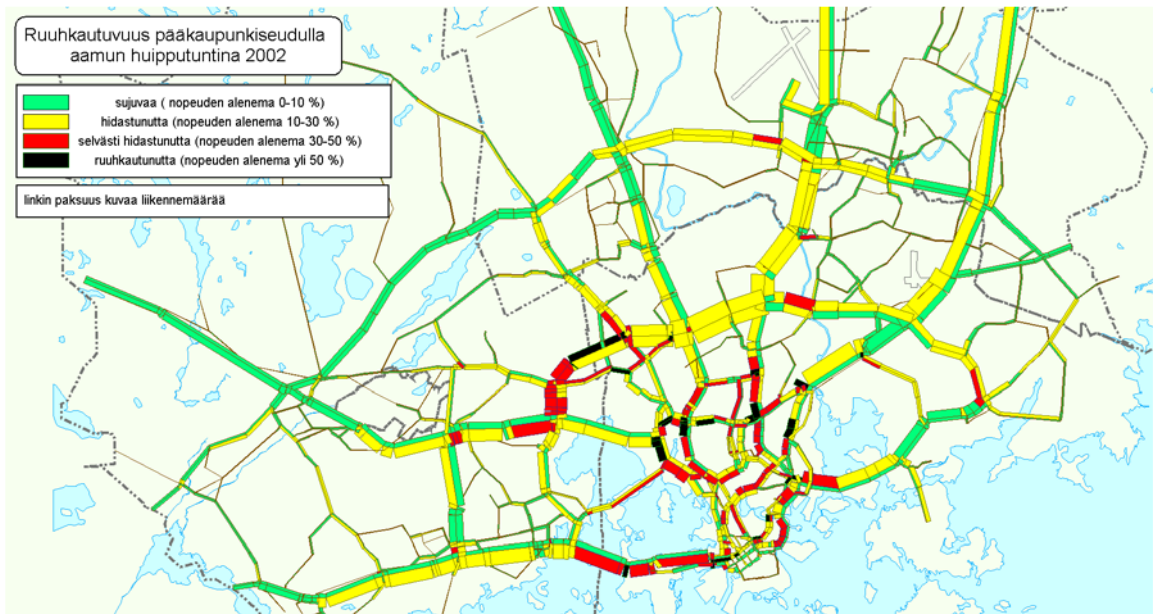 Ruuhkautuvuus pääkaupunkiseudulla
aamun huipputuntina 2002
sujuvaa ( nopeuden alenema 0-10 %)
hidastunutta (nopeuden alenema 10-30 %)
selvästi hidastunutta (nopeuden alenema 30-50 %)
ruuhkautunutta (nopeuden alenema yli 50 %)
linkin paksuus kuvaa liikennemäärää